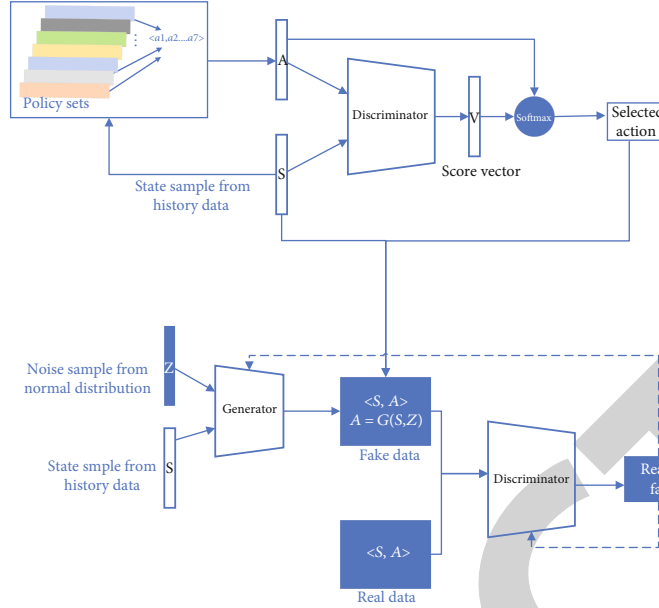 <a1,a2....a7>
Policy sets
A
Discriminator
V
Softmax
Selected
action
Score vector
S
State sample from
history data
Z
Noise sample from
normal distribution
Generator
<S, A>
A = G(S,Z)
Fake data
S
State smple from
history data
Discriminator
<S, A>
Real data